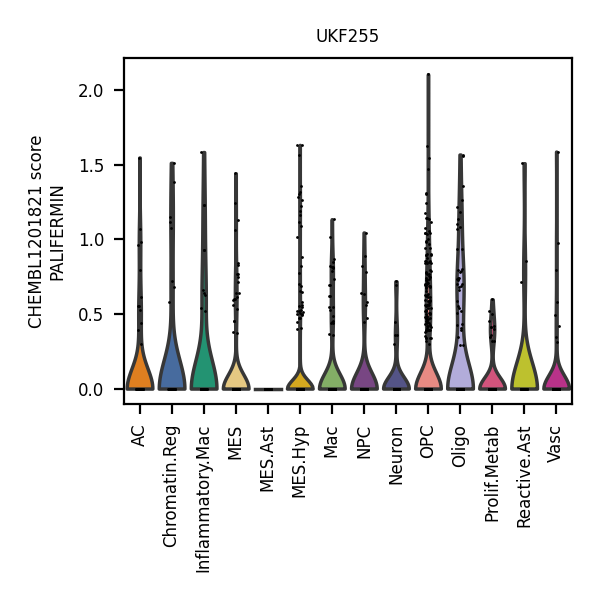 UKF255
CHEMBL1201821 score
PALIFERMIN
2.0
1.5
1.0
0.5
0.0
AC
Chromatin.Reg
Inflammatory.Mac
MES
MES.Ast
MES.Hyp
Mac
NPC
Neuron
OPC
Oligo
Prolif.Metab
Reactive.Ast
Vasc